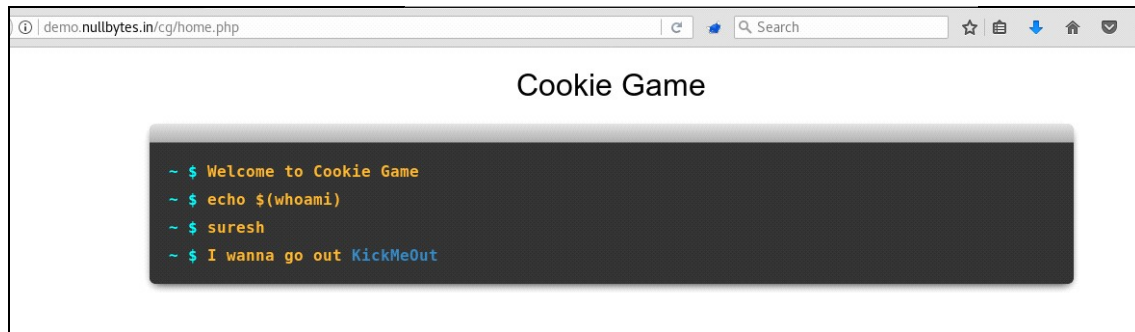 demo.nullbytes.in/cg/home.php
Search
Cookie Game
~ $ Welcome to Cookie Game
~ $ echo $(whoami)
~ $ suresh
~ $ I wanna go out KickMeOut